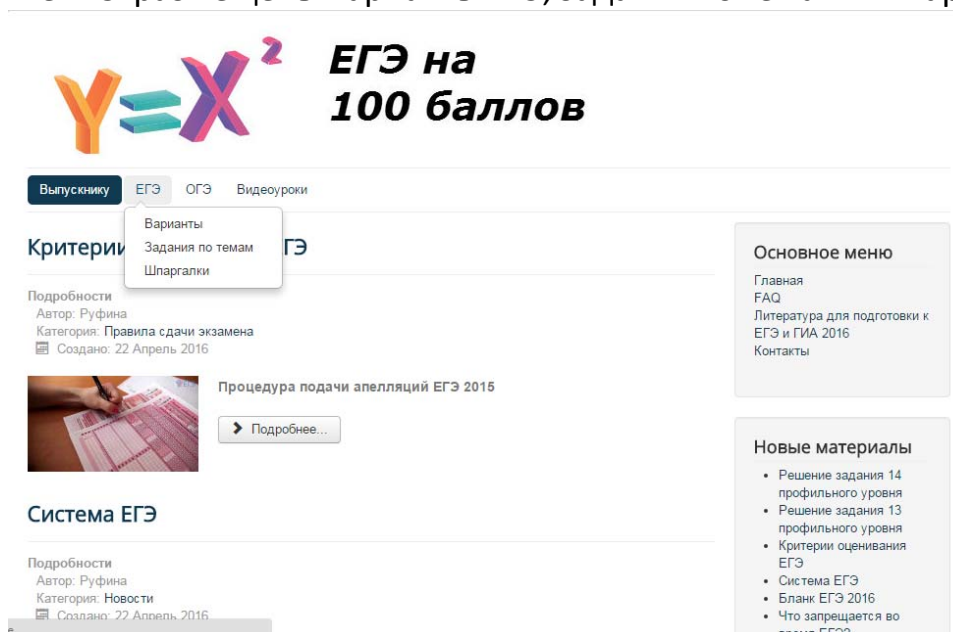 Y=X²
ЕГЭ на
100 баллов
Выпускнику ЕГЭ ОГЭ Видеоуроки
Варианты
Задания по темам
Шпаргалки
Критерии ГЭ
Подробности
Автор: Руфина
Категория: Правила сдачи экзамена
Создано: 22 Апрель 2016
Процедура подачи апелляций ЕГЭ 2015
Подробнее...
Система ЕГЭ
Подробности
Автор: Руфина
Категория: Новости
Создано: 22 Апрель 2016
Основное меню
Главная
FAQ
Литература для подготовки к
ЕГЭ и ГИА 2016
Контакты
Новые материалы
• Решение задания 14
профильного уровня
• Решение задания 13
профильного уровня
• Критерии оценивания
ЕГЭ
• Система ЕГЭ
• Бланк ЕГЭ 2016
• Что запрещается во
время ЕГЭ?